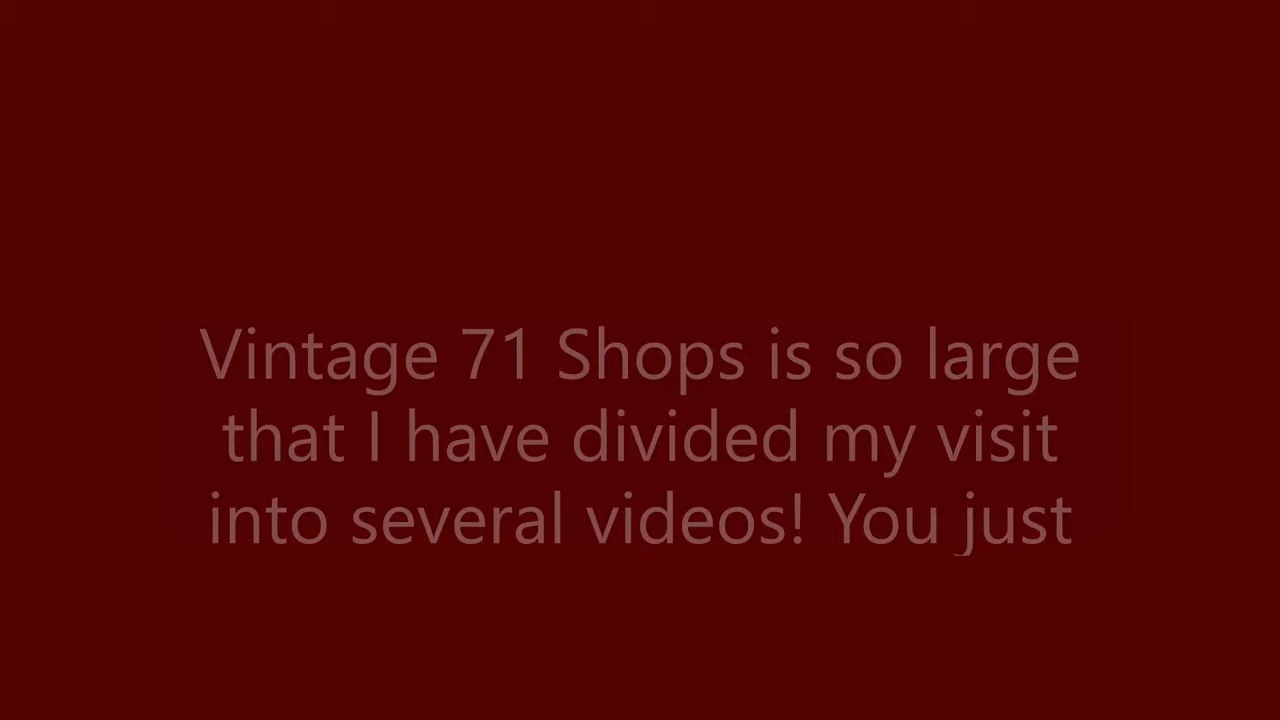 Vintage 71 Shops is so large
that I have divided my visit
into several videos! You just